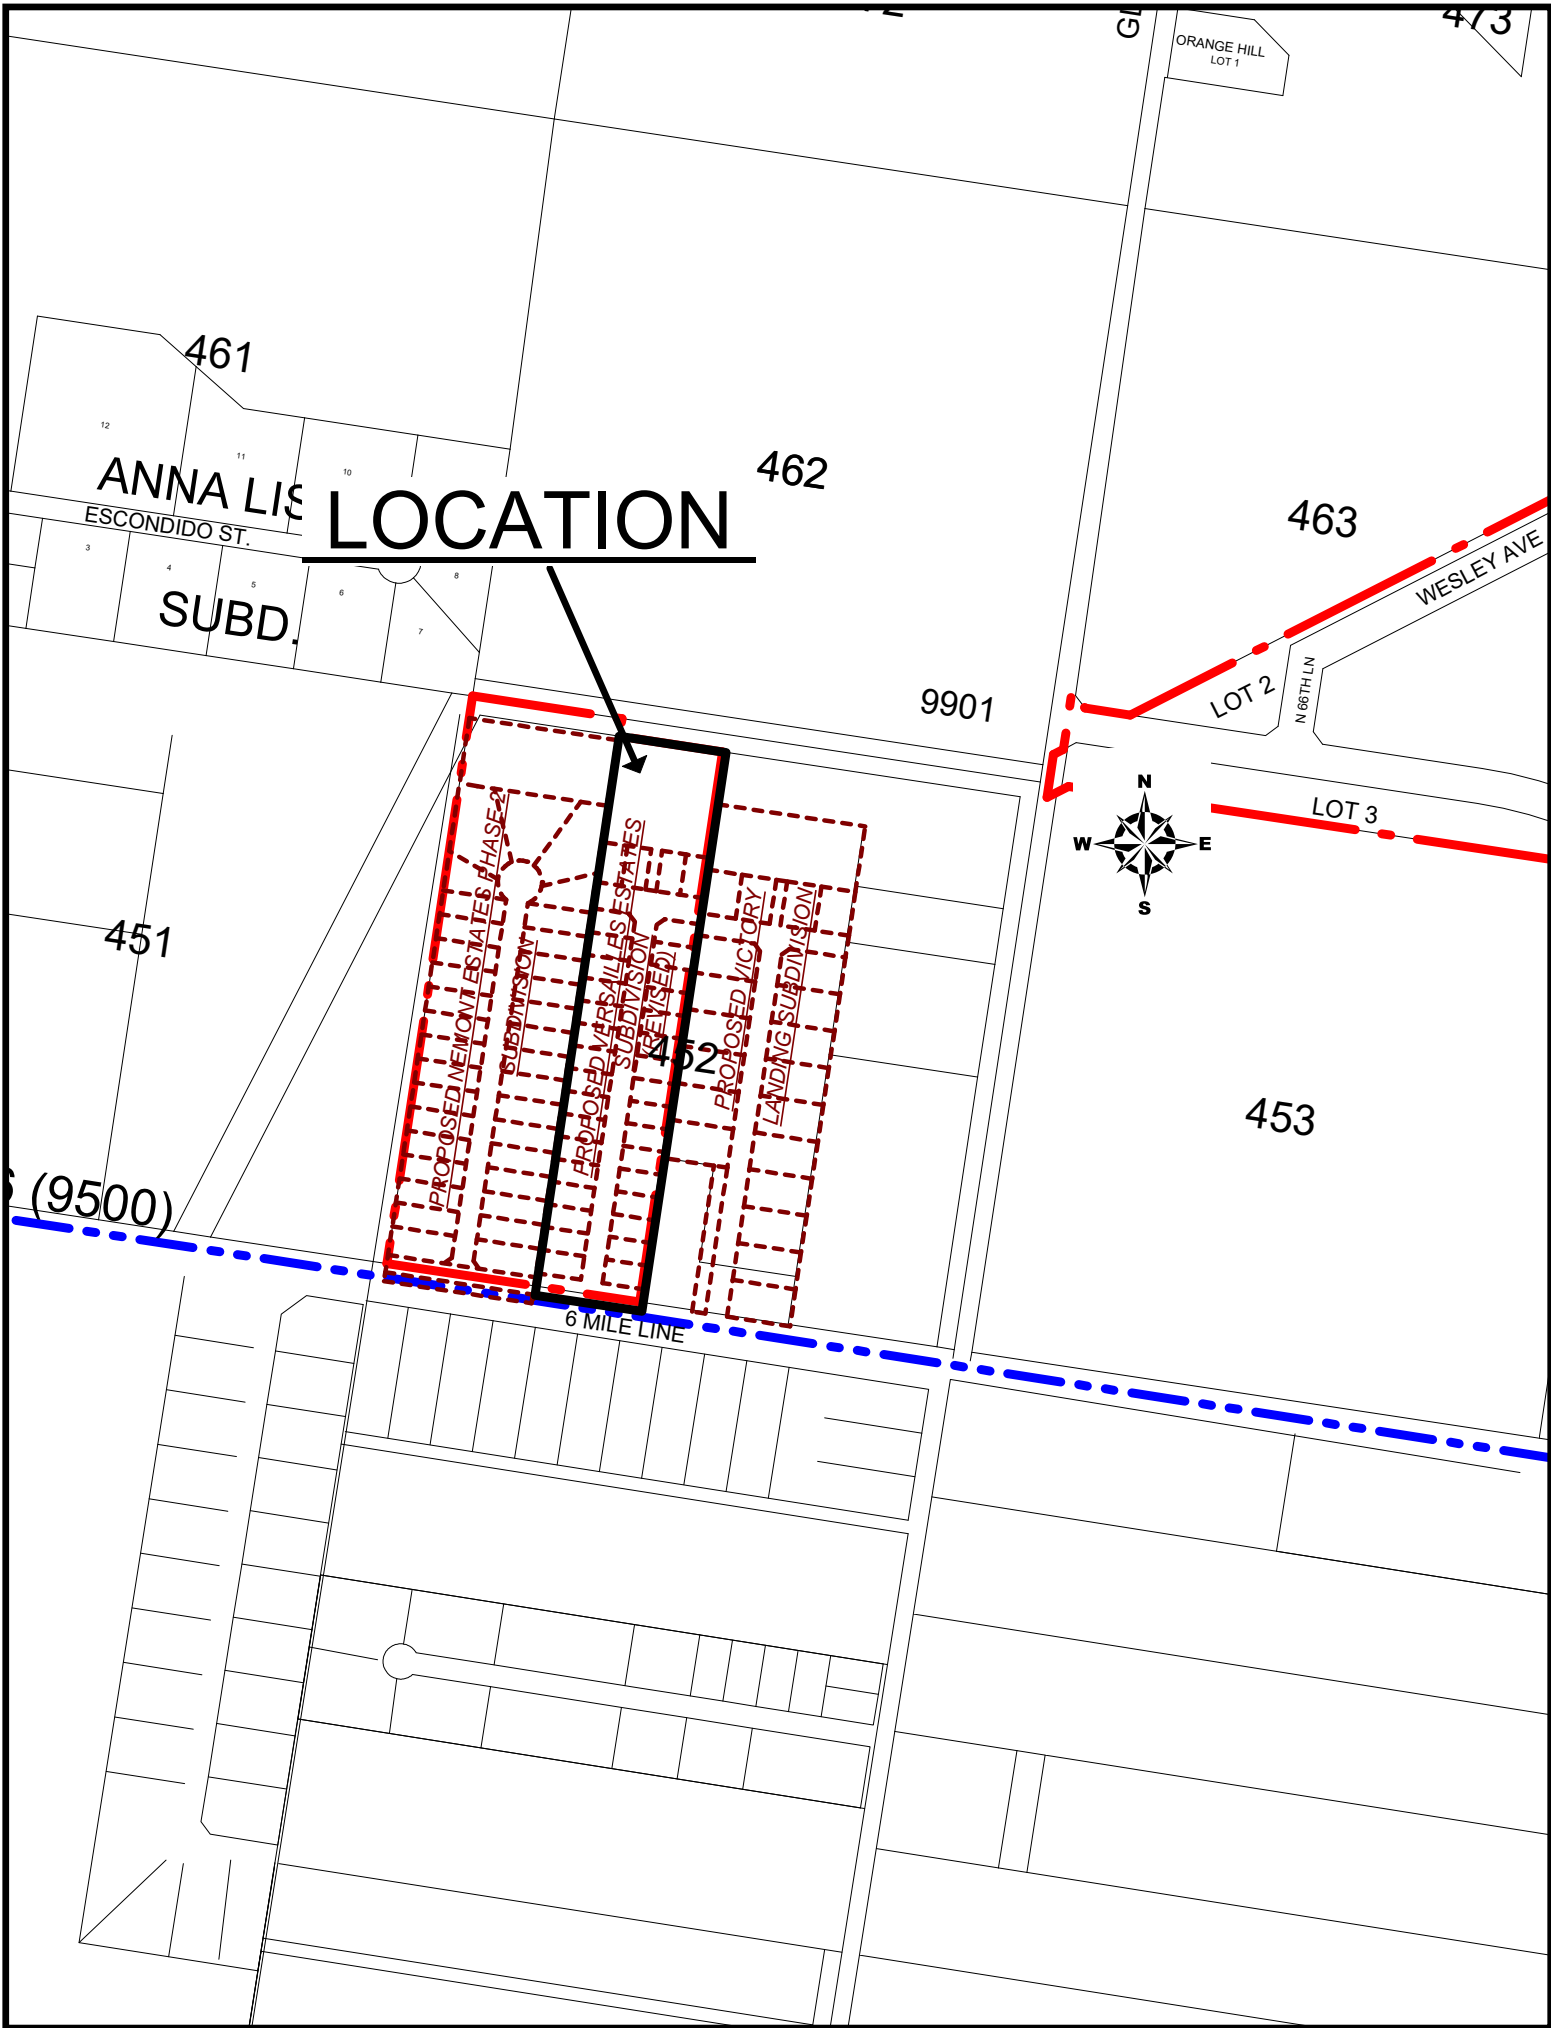 473
ORANGE HILL
LOT 1
461
12
11
10
462
ANNA LIS
LOCATION
463
ESCONDIDO ST.
WESLEY AVE
3
4
5
6
8
7
SUBD.
LOT 2
N 66TH LN
9901
N
W
E
S
LOT 3
451
PROPOSED NEMONT ESTATES PHASE 2
SUBDIVISION
PROPOSED VERSAILLES ESTATES
SUBDIVISION
(REVISED)
452
PROPOSED VICTORY
LANDING SUBDIVISION
453
(9500)
6 MILE LINE